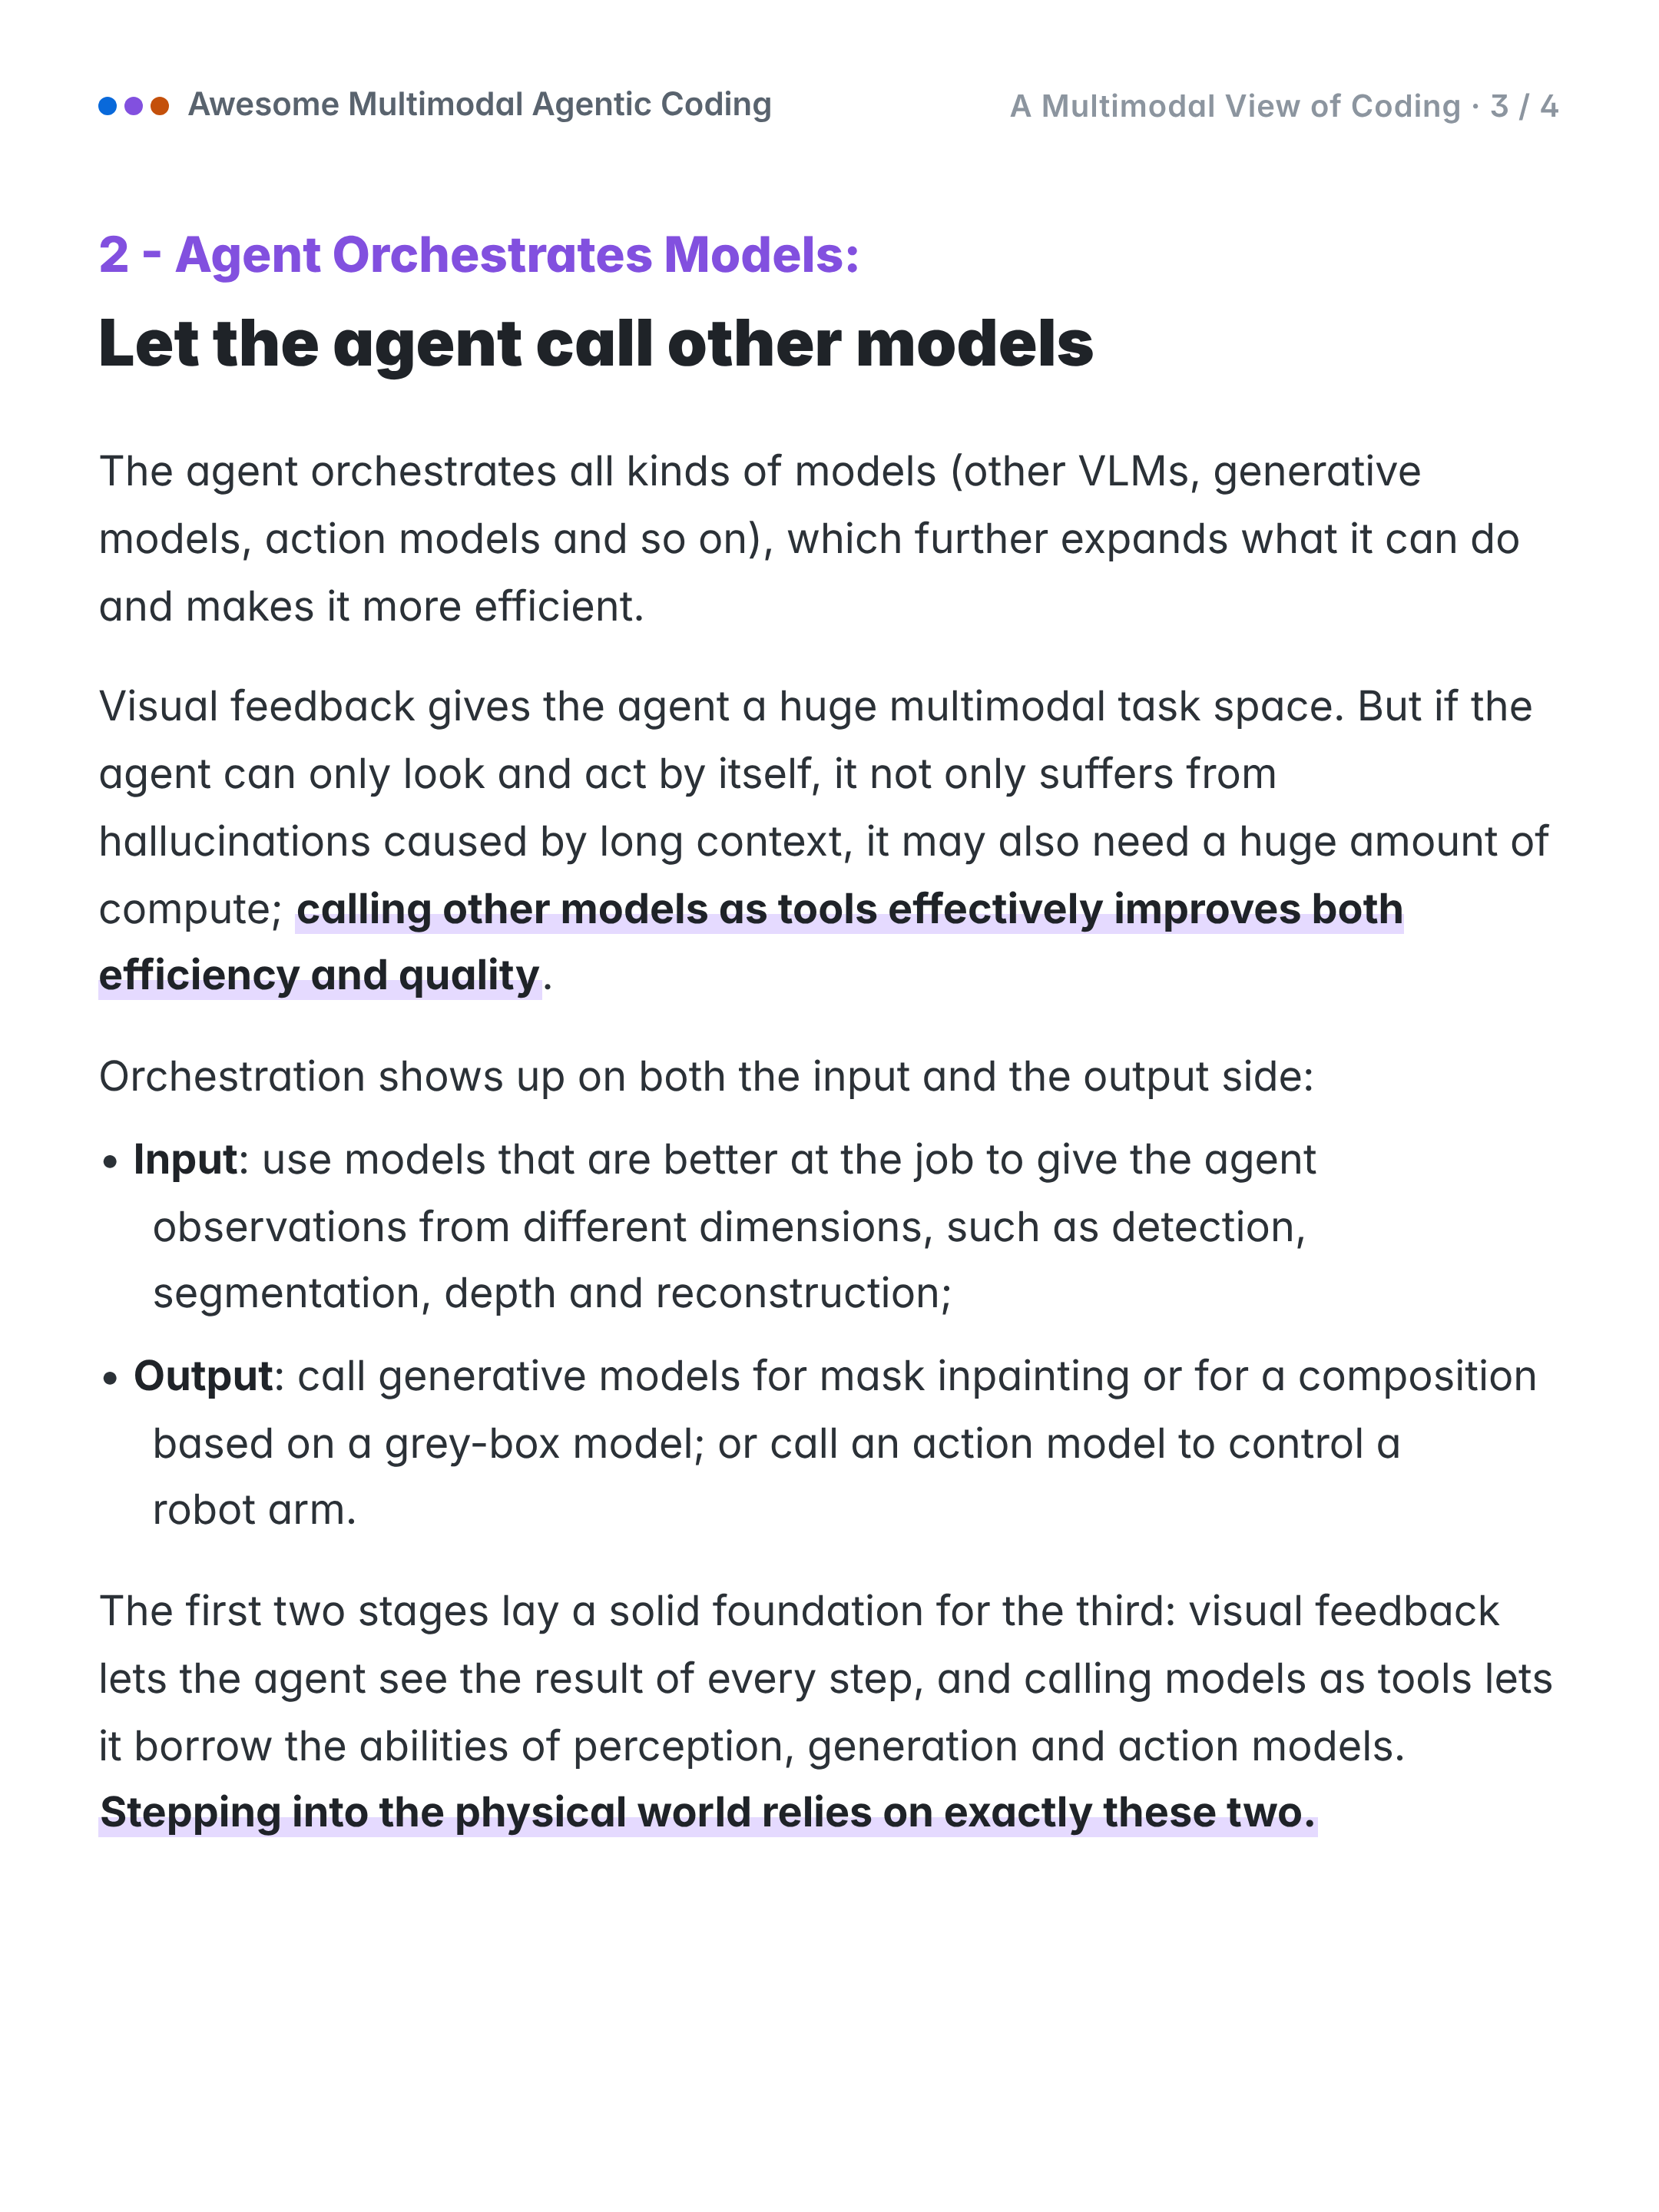 Awesome Multimodal Agentic Coding
A Multimodal View of Coding · 3 / 4
2 - Agent Orchestrates Models:
Let the agent call other models
The agent orchestrates all kinds of models (other VLMs, generative
models, action models and so on), which further expands what it can do
and makes it more efficient.
Visual feedback gives the agent a huge multimodal task space. But if the
agent can only look and act by itself, it not only suffers from
hallucinations caused by long context, it may also need a huge amount of
compute; calling other models as tools effectively improves both
efficiency and quality.
Orchestration shows up on both the input and the output side:
• Input: use models that are better at the job to give the agent
observations from different dimensions, such as detection,
segmentation, depth and reconstruction;
• Output: call generative models for mask inpainting or for a composition
based on a grey-box model; or call an action model to control a
robot arm.
The first two stages lay a solid foundation for the third: visual feedback
lets the agent see the result of every step, and calling models as tools lets
it borrow the abilities of perception, generation and action models.
Stepping into the physical world relies on exactly these two.